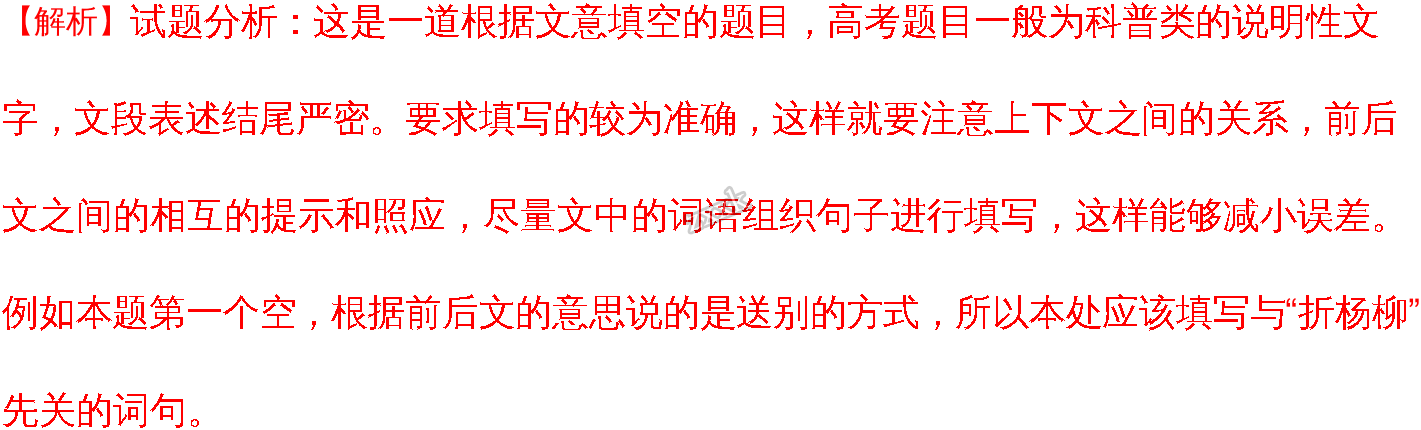 【解析】试题分析：这是一道根据文意填空的题目，高考题目一般为科普类的说明性文
字，文段表述结尾严密。要求填写的较为准确，这样就要注意上下文之间的关系，前后
文之间的相互的提示和照应，尽量文中的词语组织句子进行填写，这样能够减小误差。
例如本题第一个空，根据前后文的意思说的是送别的方式，所以本处应该填写与“折杨柳”
先关的词句。